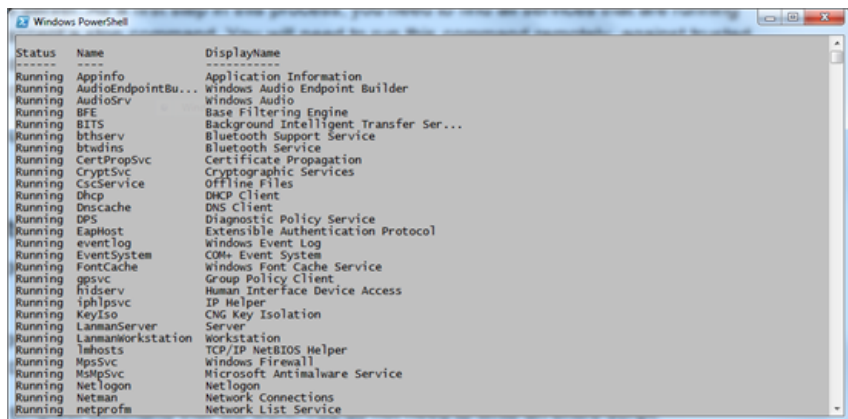 Windows PowerShell
Status Name DisplayName
------ ---- -----------
Running Appinfo Application Information
Running AudioEndpointBu... Windows Audio Endpoint Builder
Running AudioSrv Windows Audio
Running BFE Base Filtering Engine
Running BITS Background Intelligent Transfer Ser...
Running bthserv Bluetooth Support Service
Running btwdins Bluetooth Service
Running CertPropSvc Certificate Propagation
Running CryptSvc Cryptographic Services
Running CscService Offline Files
Running Dhcp DHCP Client
Running Dnscache DNS Client
Running DPS Diagnostic Policy Service
Running EapHost Extensible Authentication Protocol
Running eventlog Windows Event Log
Running EventSystem COM+ Event System
Running FontCache Windows Font Cache Service
Running gpsvc Group Policy Client
Running hidserv Human Interface Device Access
Running iphlpsvc IP Helper
Running KeyIso CNG Key Isolation
Running LanmanServer Server
Running LanmanWorkstation Workstation
Running lmhosts TCP/IP NetBIOS Helper
Running MpsSvc Windows Firewall
Running MsMpSvc Microsoft Antimalware Service
Running Netlogon Netlogon
Running Netman Network Connections
Running netprofm Network List Service